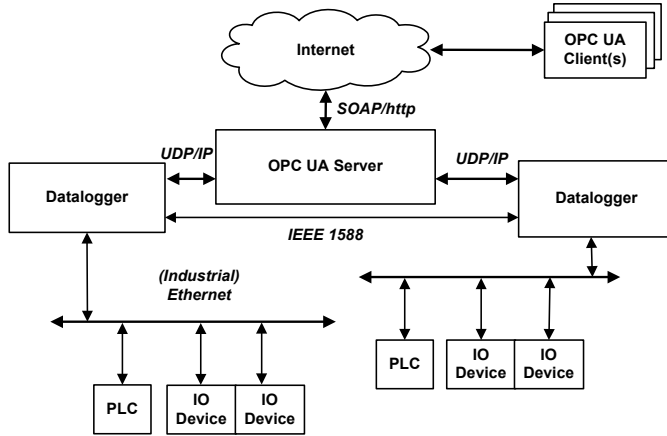 Internet
OPC UA
Client(s)
SOAP/http
UDP/IP
OPC UA Server
UDP/IP
Datalogger
Datalogger
IEEE 1588
(Industrial)
Ethernet
PLC
IO
Device
IO
Device
PLC
IO
Device
IO
Device